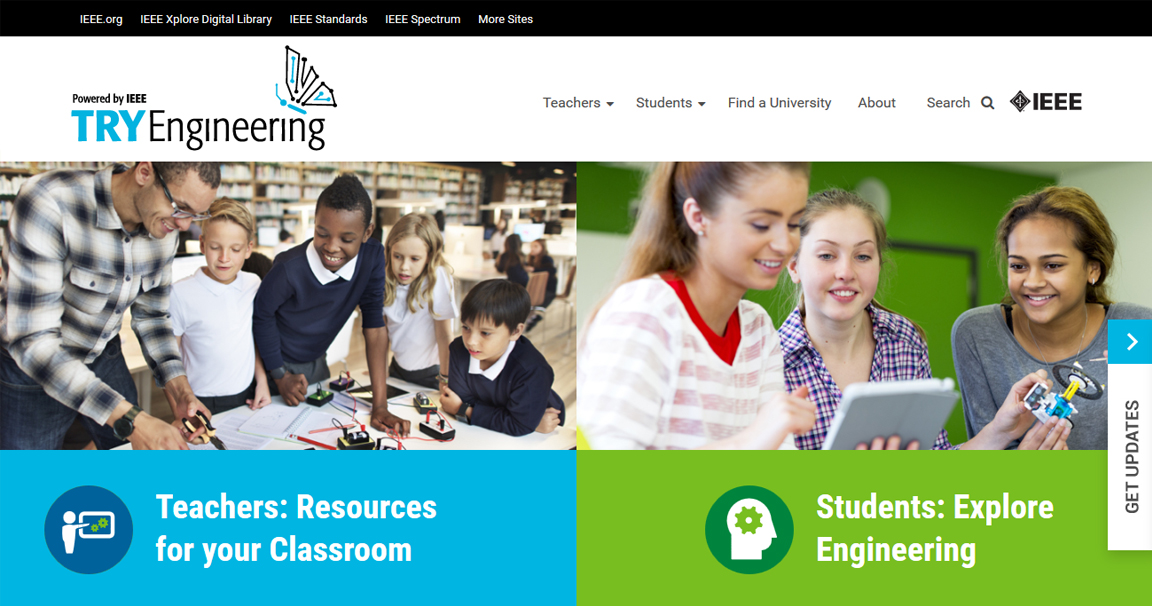 IEEE.org IEEE Xplore Digital Library IEEE Standards IEEE Spectrum More Sites
Powered by IEEE
TRY Engineering
Teachers Students Find a University About Search IEEE
GET UPDATES
Teachers: Resources
for your Classroom
Students: Explore
Engineering